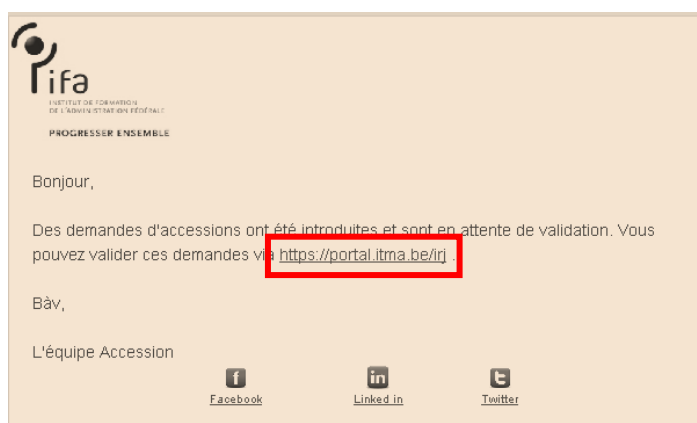 ifa
INSTITUT DE FORMATION
DE L'ADMINISTRATION FÉDÉRALE
PROGRESSER ENSEMBLE
Bonjour,
Des demandes d'accessions ont été introduites et sont en attente de validation. Vous
pouvez valider ces demandes via https://portal.itma.be/irj .
Bàv,
L'équipe Accession
Facebook Linked in Twitter